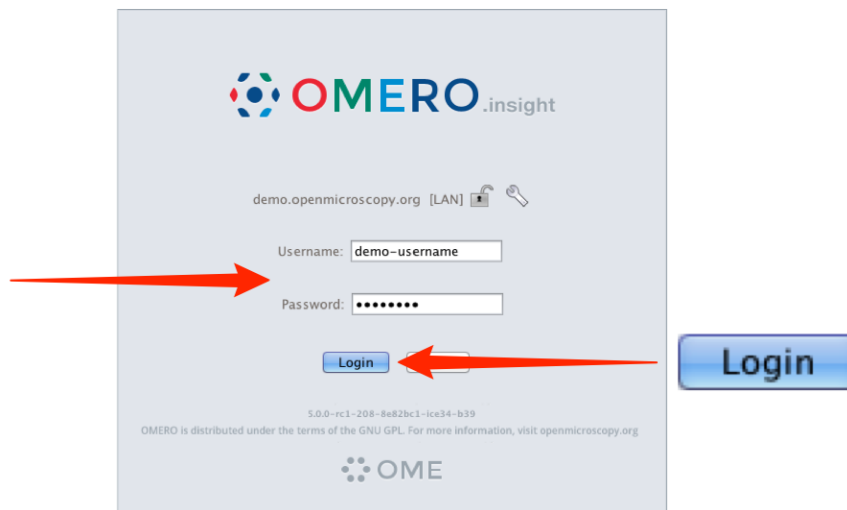 OMERO.insight
demo.openmicroscopy.org [LAN]
Username: demo-username
Password: ••••••••
Login
Login
5.0.0-rc1-208-8e82bc1-ice34-b39
OMERO is distributed under the terms of the GNU GPL. For more information, visit openmicroscopy.org
OME